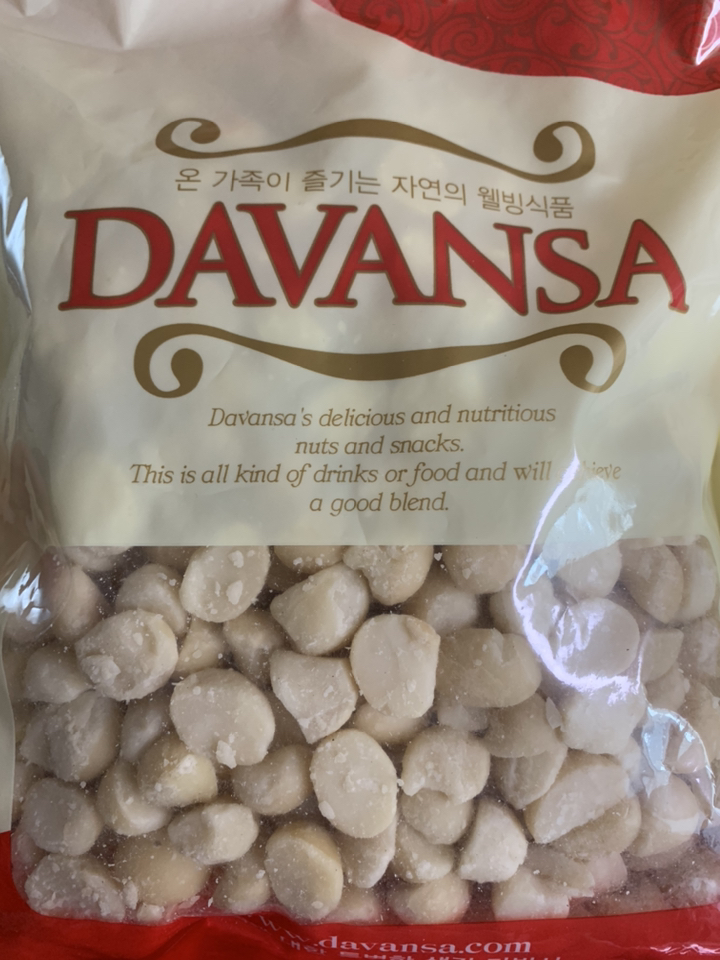 온 가족이 즐기는 자연의 웰빙식품
DAVANSA
Davansa's delicious and nutritious
nuts and snacks.
This is all kind of drinks or food and will
a good blend.
www.davansa.com